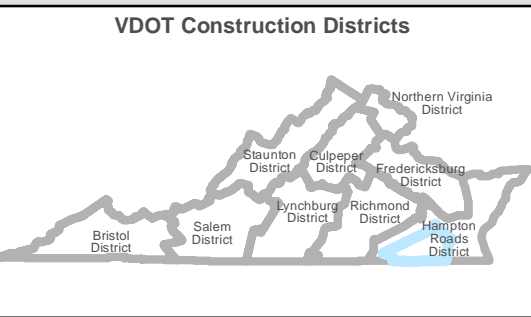 VDOT Construction Districts
Northern Virginia
District
Staunton
District
Culpeper
District
Fredericksburg
District
Lynchburg
District
Richmond
District
Salem
District
Bristol
District
Hampton
Roads
District